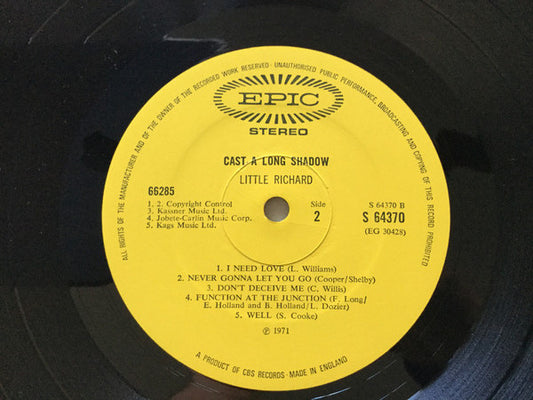 ALL RIGHTS OF THE MANUFACTURER AND OF THE OWNER OF THE RECORDED WORK RESERVED · UNAUTHORISED PUBLIC PERFORMANCE, BROADCASTING AND COPYING OF THIS RECORD PROHIBITED
EPIC
STEREO
CAST A LONG SHADOW
LITTLE RICHARD
66285
1. 2. Copyright Control
3. Kassner Music Ltd.
4. Jobete-Carlin Music Corp.
5. Kags Music Ltd.
Side
2
S 64370 B
S 64370
(EG 30428)
1. I NEED LOVE (L. Williams)
2. NEVER GONNA LET YOU GO (Cooper/Shelby)
3. DON'T DECEIVE ME (C. Willis)
4. FUNCTION AT THE JUNCTION (F. Long/
E. Holland and B. Holland/L. Dozier)
5. WELL (S. Cooke)
℗ 1971
A PRODUCT OF CBS RECORDS · MADE IN ENGLAND